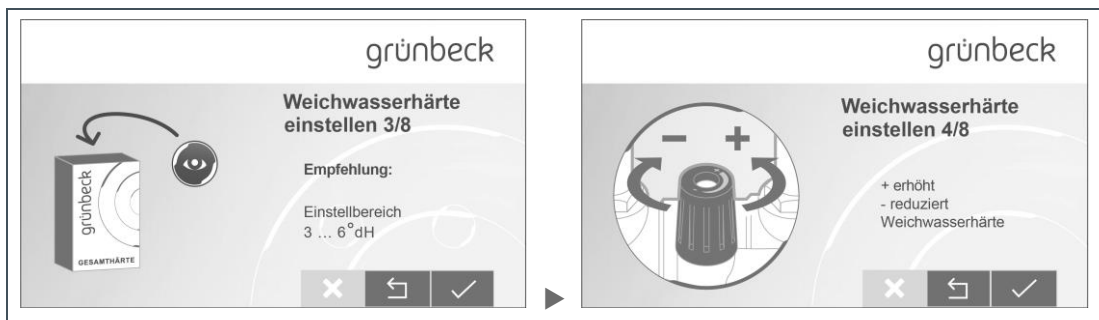 grünbeck
Weichwasserhärte
einstellen 3/8
Empfehlung:
Einstellbereich
3 ... 6°dH
grünbeck
GESAMTHÄRTE
grünbeck
Weichwasserhärte
einstellen 4/8
- +
+ erhöht
- reduziert
Weichwasserhärte